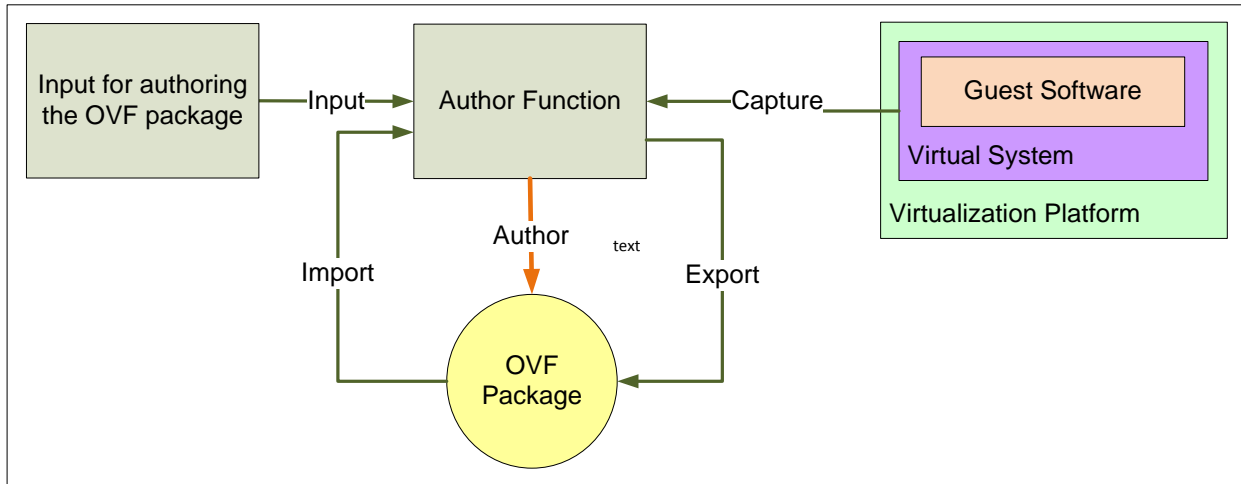 Input for authoring
the OVF package
Input
Author Function
Capture
Guest Software
Virtual System
Virtualization Platform
Author
text
Import
Export
OVF
Package